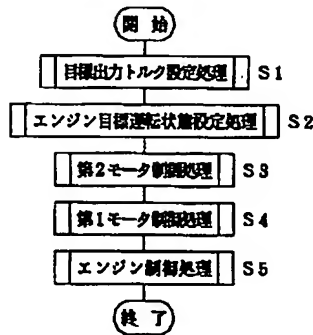 開 始
目標出力トルク設定処理 S1
エンジン目標運転状態設定処理 S2
第2モータ制御処理 S3
第1モータ制御処理 S4
エンジン制御処理 S5
終 了